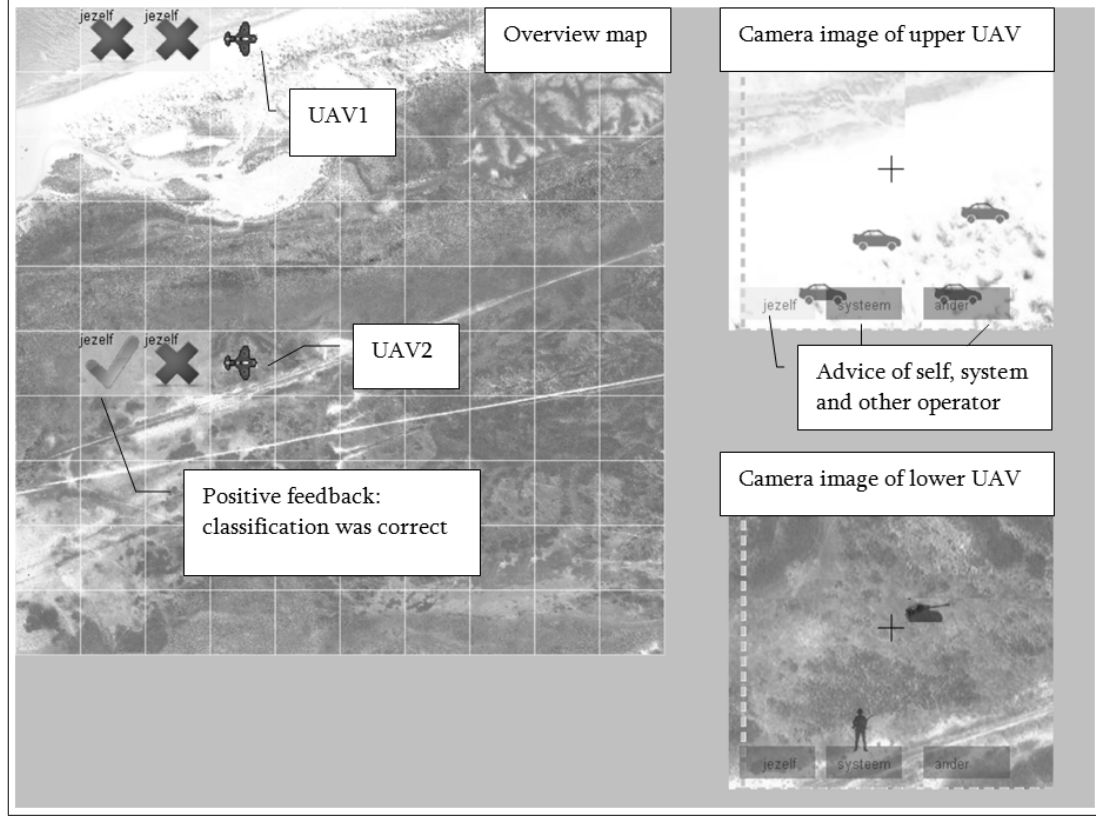 jezelf jezelf
Overview map
Camera image of upper UAV
UAV1
jezelf systeem ander
jezelf jezelf
UAV2
Advice of self, system
and other operator
Positive feedback:
classification was correct
Camera image of lower UAV
jezelf systeem ander